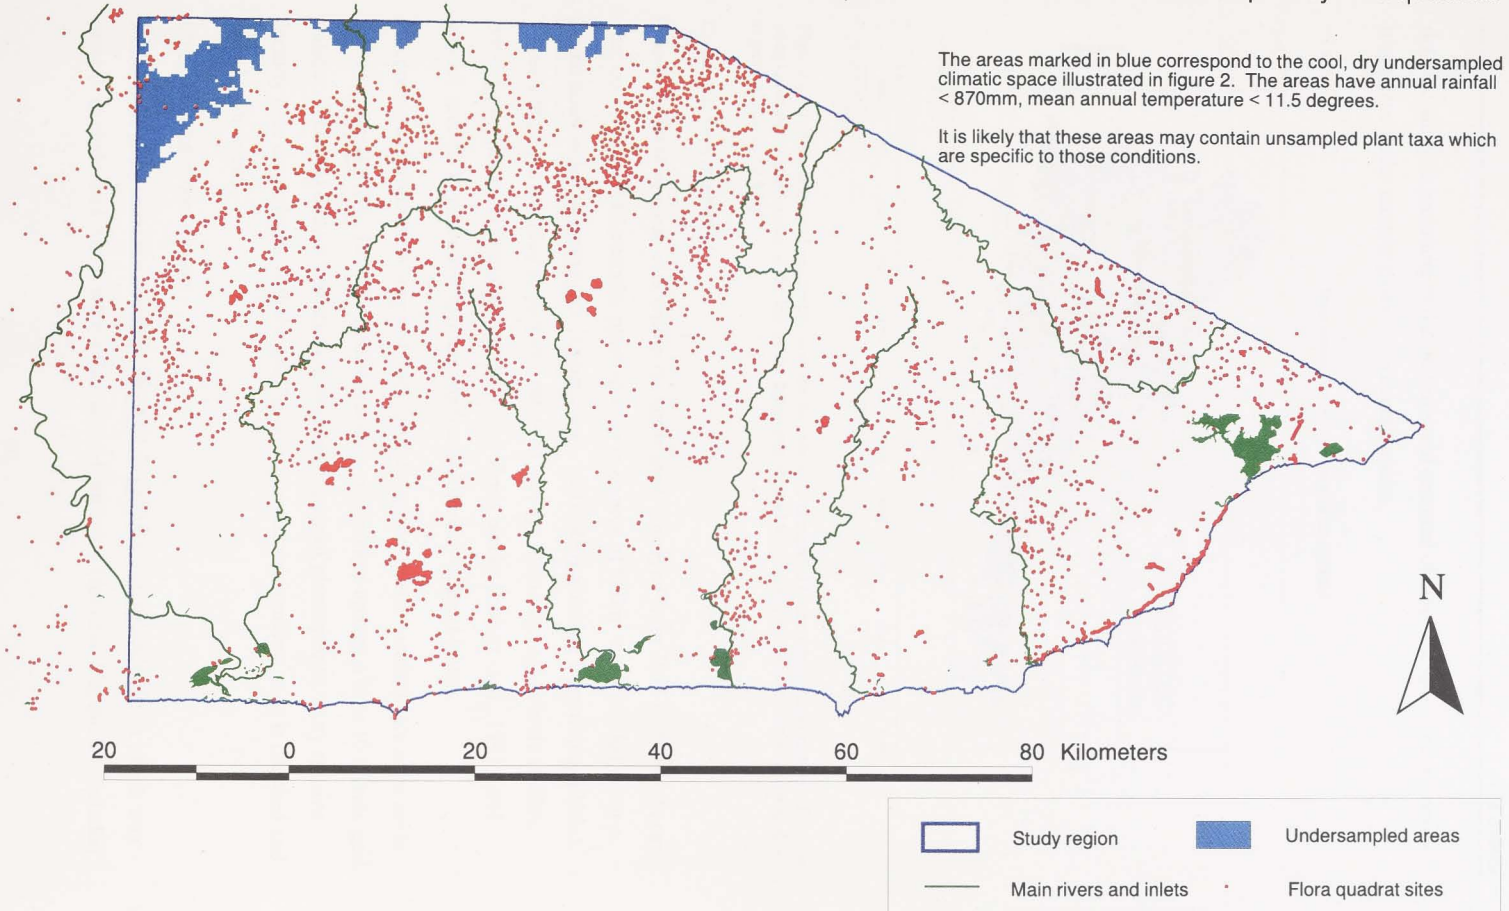 The areas marked in blue correspond to the cool, dry undersampled
climatic space illustrated in figure 2. The areas have annual rainfall
< 870mm, mean annual temperature < 11.5 degrees.
It is likely that these areas may contain unsampled plant taxa which
are specific to those conditions.
N
20 0 20 40 60 80 Kilometers
Study region
Undersampled areas
Main rivers and inlets
Flora quadrat sites